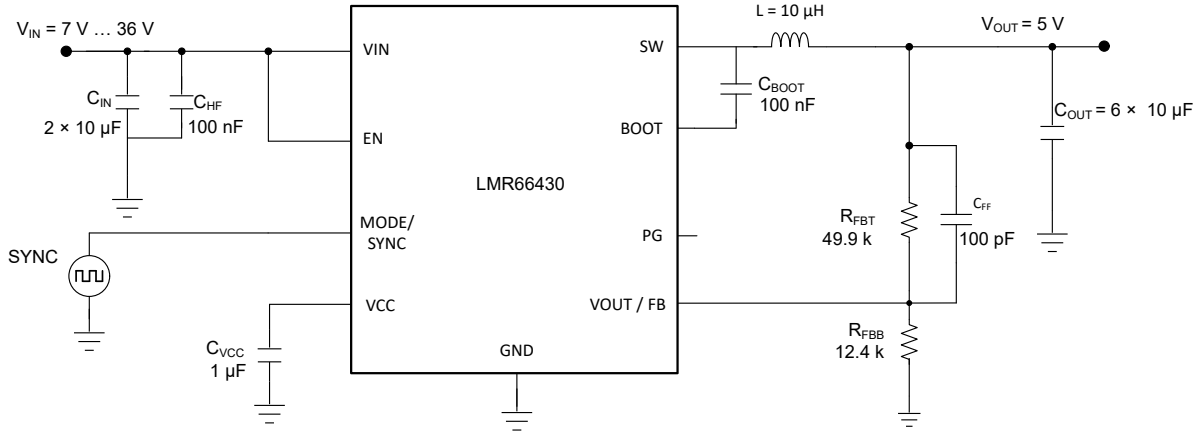 V_IN = 7 V ... 36 V
C_IN
2 × 10 µF
C_HF
100 nF
SYNC
C_VCC
1 µF
VIN
EN
MODE/
SYNC
VCC
LMR66430
GND
SW
BOOT
PG
VOUT / FB
L = 10 µH
C_BOOT
100 nF
V_OUT = 5 V
C_OUT = 6 × 10 µF
R_FBT
49.9 k
C_FF
100 pF
R_FBB
12.4 k